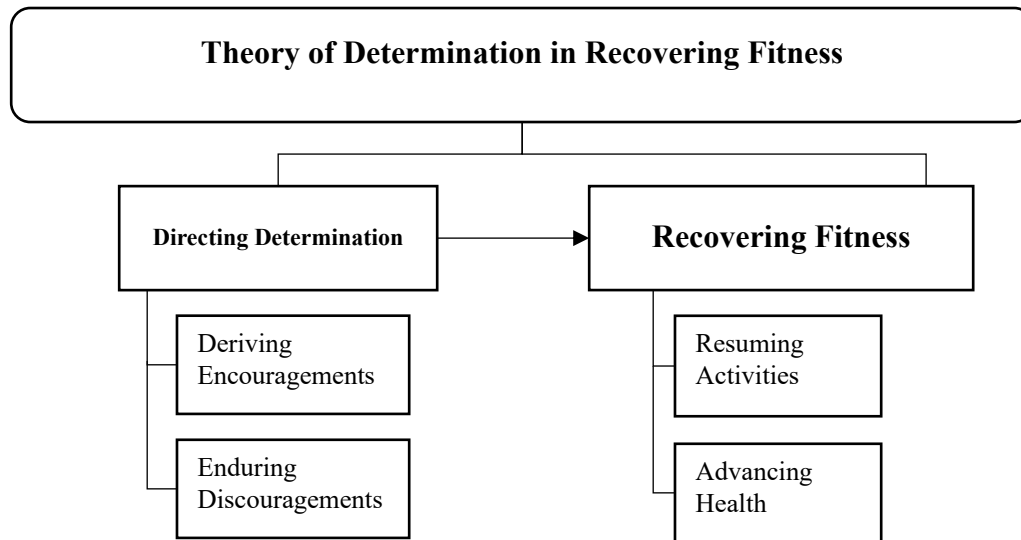 Theory of Determination in Recovering Fitness
Directing Determination
Recovering Fitness
Deriving
Encouragements
Resuming
Activities
Enduring
Discouragements
Advancing
Health